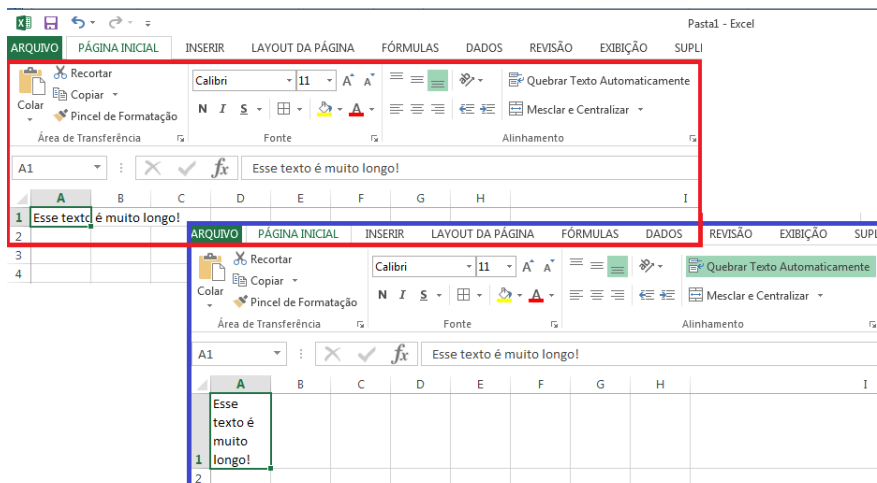 Pasta1 - Excel
ARQUIVO PÁGINA INICIAL INSERIR LAYOUT DA PÁGINA FÓRMULAS DADOS REVISÃO EXIBIÇÃO SUPLI
Recortar
Copiar
Pincel de Formatação
Colar
Calibri 11 A A
N I S A
Quebrar Texto Automaticamente
Mesclar e Centralizar
Área de Transferência Fonte Alinhamento
A1 fx Esse texto é muito longo!
A B C D E F G H I
1 Esse texto é muito longo!
2
3
4
ARQUIVO PÁGINA INICIAL INSERIR LAYOUT DA PÁGINA FÓRMULAS DADOS REVISÃO EXIBIÇÃO SUPL
Recortar
Copiar
Pincel de Formatação
Colar
Calibri 11 A A
N I S A
Quebrar Texto Automaticamente
Mesclar e Centralizar
Área de Transferência Fonte Alinhamento
A1 fx Esse texto é muito longo!
A B C D E F G H I
Esse
texto é
muito
1 longo!
2